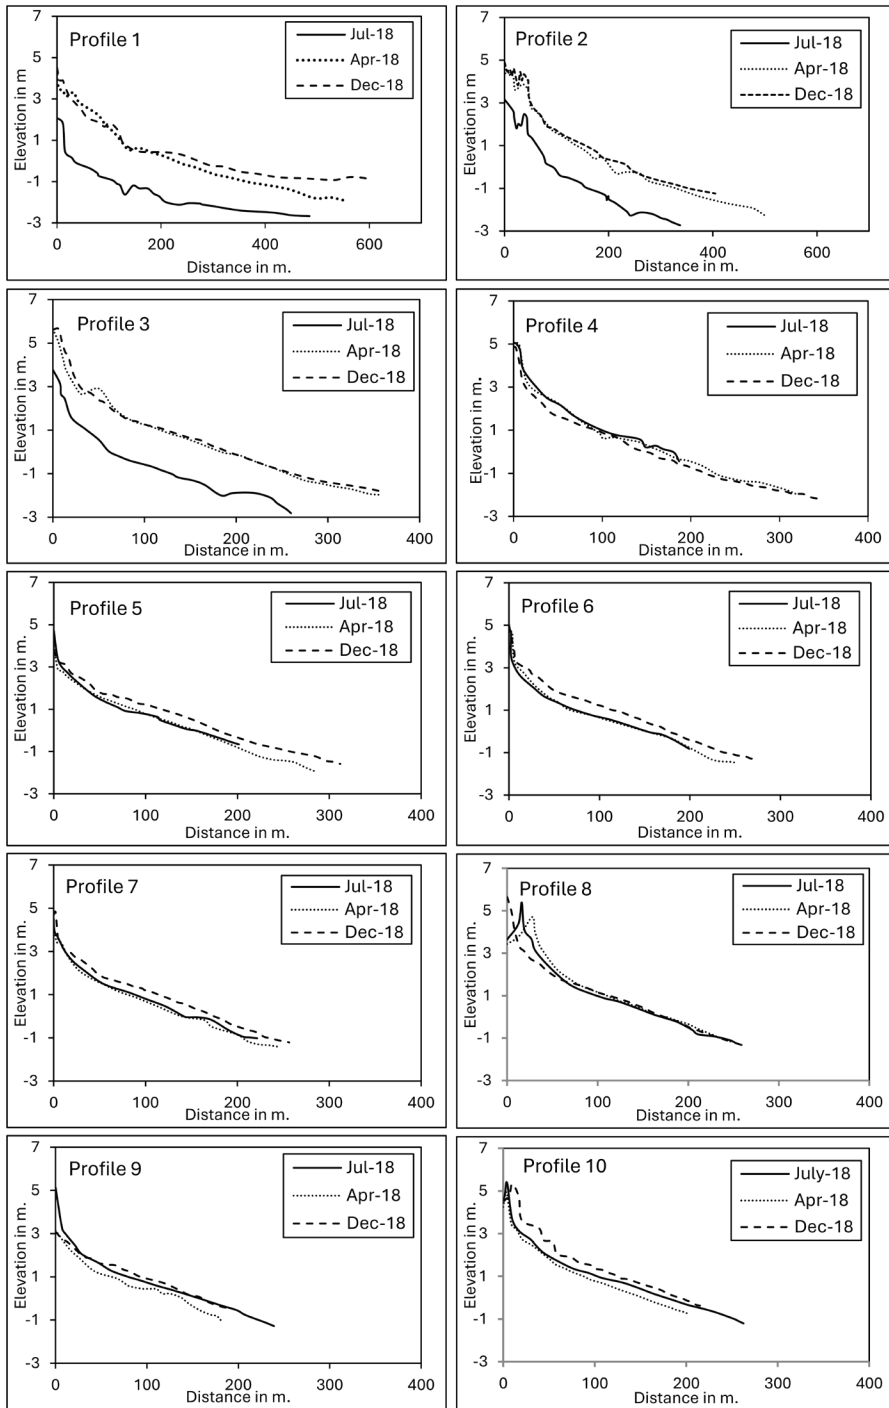 Profile 1
Jul-18
Apr-18
Dec-18
Elevation in m.
7
5
3
1
-1
-3
0
200
400
600
Distance in m.
Profile 2
Jul-18
Apr-18
Dec-18
Elevation in m
7
5
3
1
-1
-3
0
200
400
600
Distance in m.
Profile 3
Jul-18
Apr-18
Dec-18
Elevation in m.
7
5
3
1
-1
-3
0
100
200
300
400
Distance in m.
Profile 4
Jul-18
Apr-18
Dec-18
Elevation in m.
7
5
3
1
-1
-3
0
100
200
300
400
Distance in m.
Profile 5
Jul-18
Apr-18
Dec-18
Elevation in m.
7
5
3
1
-1
-3
0
100
200
300
400
Distance in m.
Profile 6
Jul-18
Apr-18
Dec-18
Elevation in m.
7
5
3
1
-1
-3
0
100
200
300
400
Distance in m.
Profile 7
Jul-18
Apr-18
Dec-18
Elevation in m.
7
5
3
1
-1
-3
0
100
200
300
400
Distance in m.
Profile 8
Jul-18
Apr-18
Dec-18
Elevation in m.
7
5
3
1
-1
-3
0
100
200
300
400
Distance in m.
Profile 9
Jul-18
Apr-18
Dec-18
Elevation in m.
7
5
3
1
-1
-3
0
100
200
300
400
Distance in m.
Profile 10
July-18
Apr-18
Dec-18
Elevation in m.
7
5
3
1
-1
-3
0
100
200
300
400
Distance in m.